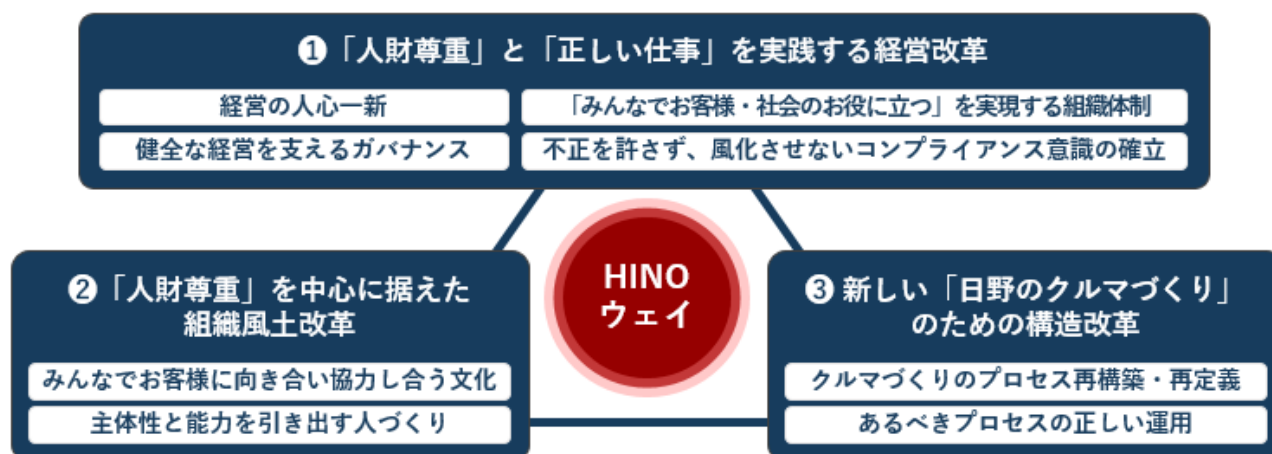 ❶「人財尊重」と「正しい仕事」を実践する経営改革
経営の人心一新
「みんなでお客様・社会のお役に立つ」を実現する組織体制
健全な経営を支えるガバナンス
不正を許さず、風化させないコンプライアンス意識の確立
HINO
ウェイ
❷「人財尊重」を中心に据えた
組織風土改革
みんなでお客様に向き合い協力し合う文化
主体性と能力を引き出す人づくり
❸ 新しい「日野のクルマづくり」
のための構造改革
クルマづくりのプロセス再構築・再定義
あるべきプロセスの正しい運用